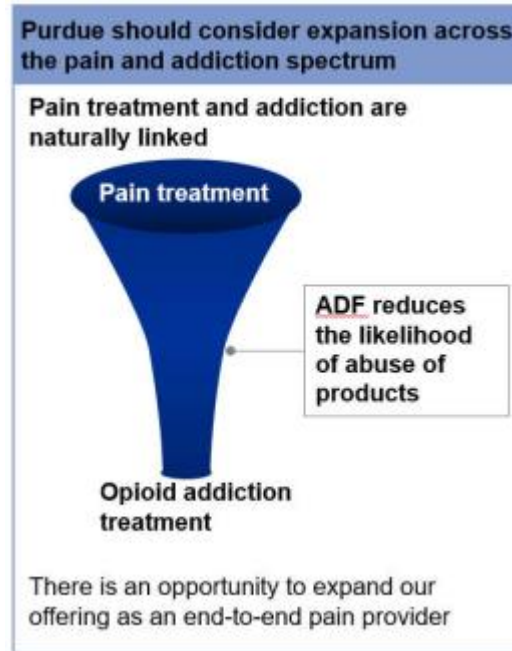 Purdue should consider expansion across
the pain and addiction spectrum
Pain treatment and addiction are
naturally linked
Pain treatment
ADF reduces
the likelihood
of abuse of
products
Opioid addiction
treatment
There is an opportunity to expand our
offering as an end-to-end pain provider